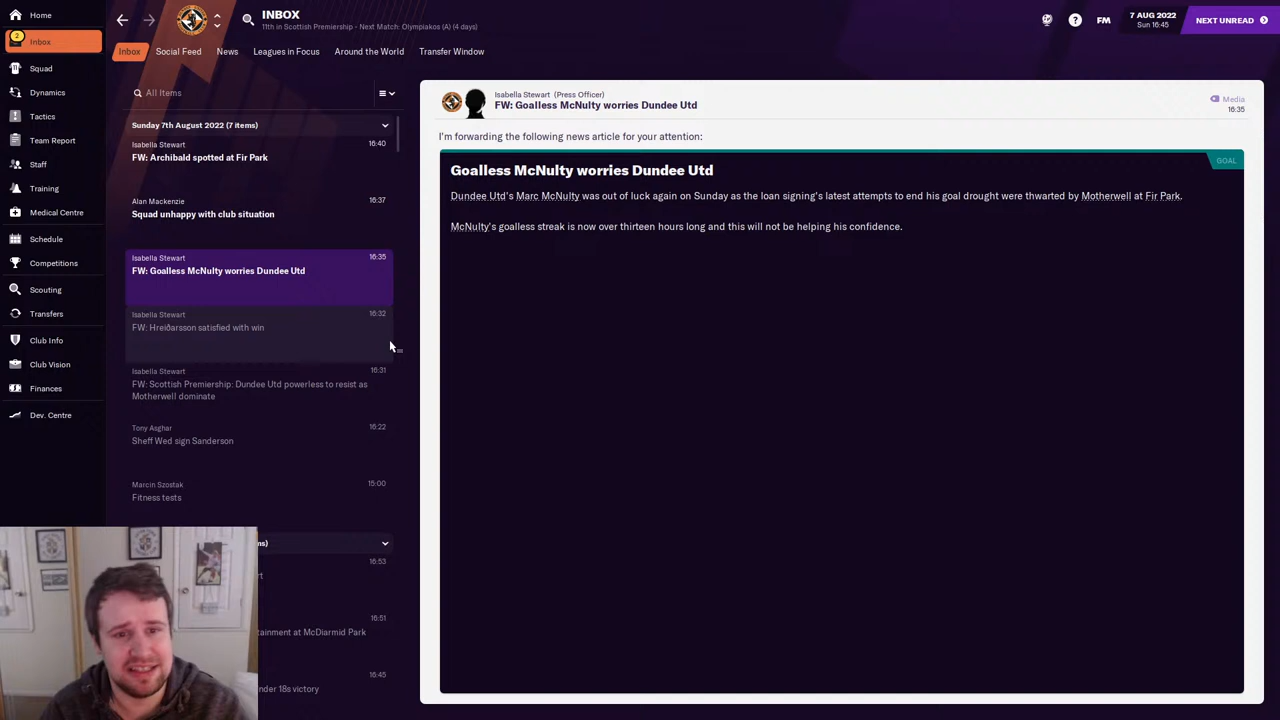 Home
INBOX
11th in Scottish Premiership - Next Match: Olympiakos (A) (4 days)
FM
7 AUG 2022
Sun 16:45
NEXT UNREAD
2
Inbox
Squad
Dynamics
Tactics
Team Report
Staff
Training
Medical Centre
Schedule
Competitions
Scouting
Transfers
Club Info
Club Vision
Finances
Dev. Centre
Inbox
Social Feed
News
Leagues in Focus
Around the World
Transfer Window
All Items
Sunday 7th August 2022 (7 items)
Isabella Stewart
16:40
FW: Archibald spotted at Fir Park
Alan Mackenzie
16:37
Squad unhappy with club situation
Isabella Stewart
16:35
FW: Goalless McNulty worries Dundee Utd
Isabella Stewart
16:32
FW: Hreiðarsson satisfied with win
Isabella Stewart
16:31
FW: Scottish Premiership: Dundee Utd powerless to resist as
Motherwell dominate
Tony Asghar
16:22
Sheff Wed sign Sanderson
Marcin Szostak
15:00
Fitness tests
16:53
16:51
at McDiarmid Park
16:45
18s victory
Isabella Stewart (Press Officer)
FW: Goalless McNulty worries Dundee Utd
Media
16:35
I'm forwarding the following news article for your attention:
GOAL
Goalless McNulty worries Dundee Utd
Dundee Utd's Marc McNulty was out of luck again on Sunday as the loan signing's latest attempts to end his goal drought were thwarted by Motherwell at Fir Park.
McNulty's goalless streak is now over thirteen hours long and this will not be helping his confidence.